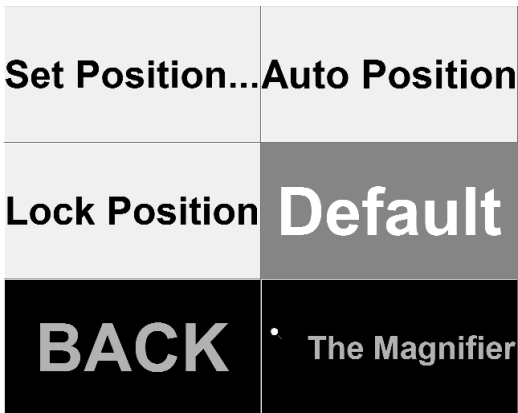 Set Position...
Auto Position
Lock Position
Default
BACK
The Magnifier